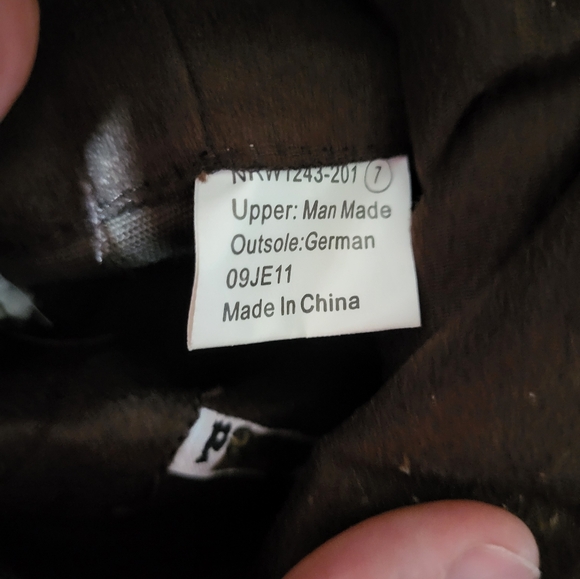 NRW1243-201 7
Upper: Man Made
Outsole:German
09JE11
Made In China